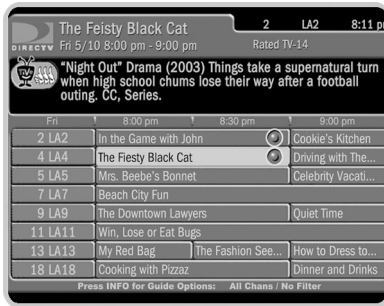 The Feisty Black Cat 2 LA2 8:11 p
DIRECTV Fri 5/10 8:00 pm - 9:00 pm Rated TV-14
TiVo "Night Out" Drama (2003) Things take a supernatural turn
when high school chums lose their way after a football
outing. CC, Series.
Fri 8:00 pm 8:30 pm 9:00 pm
2 LA2 In the Game with John Cookie's Kitchen
4 LA4 The Fiesty Black Cat Driving with The...
5 LA5 Mrs. Beebe's Bonnet Celebrity Vacati...
7 LA7 Beach City Fun
9 LA9 The Downtown Lawyers Quiet Time
11 LA11 Win, Lose or Eat Bugs
13 LA13 My Red Bag The Fashion See... How to Dress to...
18 LA18 Cooking with Pizzaz Dinner and Drinks
Press INFO for Guide Options: All Chans / No Filter